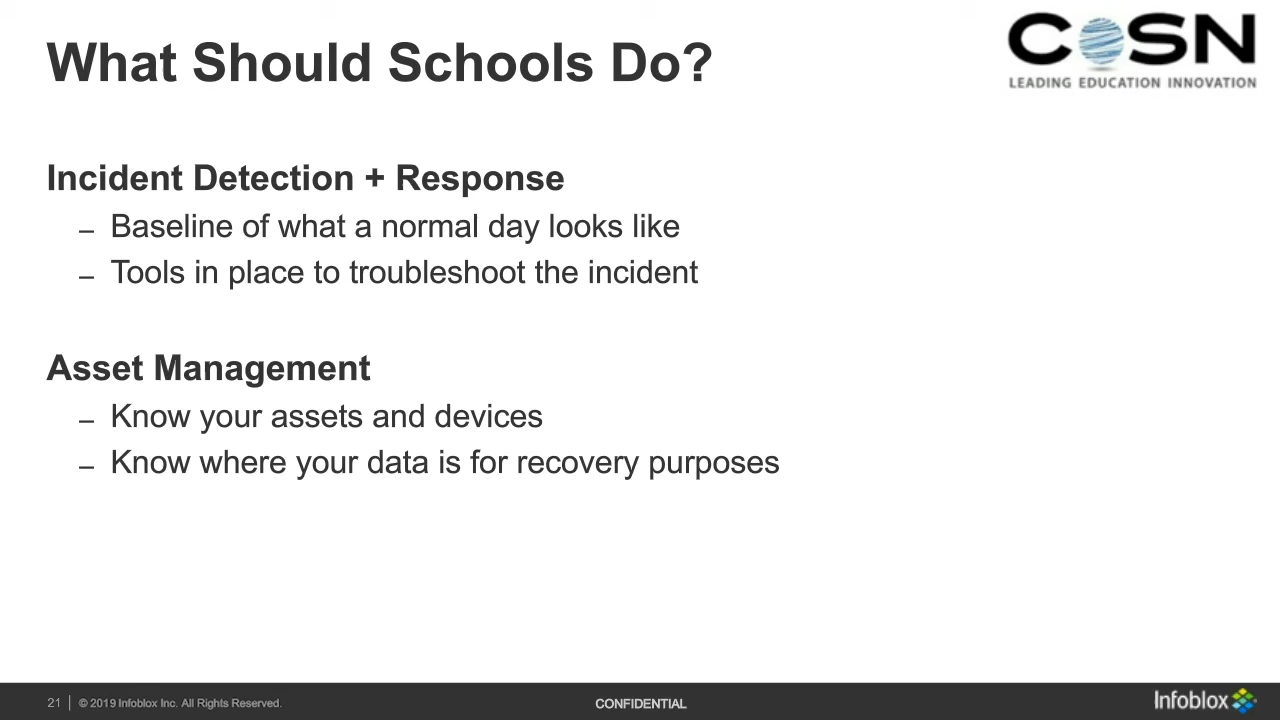 What Should Schools Do?
COSN
LEADING EDUCATION INNOVATION
Incident Detection + Response
– Baseline of what a normal day looks like
– Tools in place to troubleshoot the incident
Asset Management
– Know your assets and devices
– Know where your data is for recovery purposes
21 | © 2019 Infoblox Inc. All Rights Reserved.
CONFIDENTIAL
Infoblox